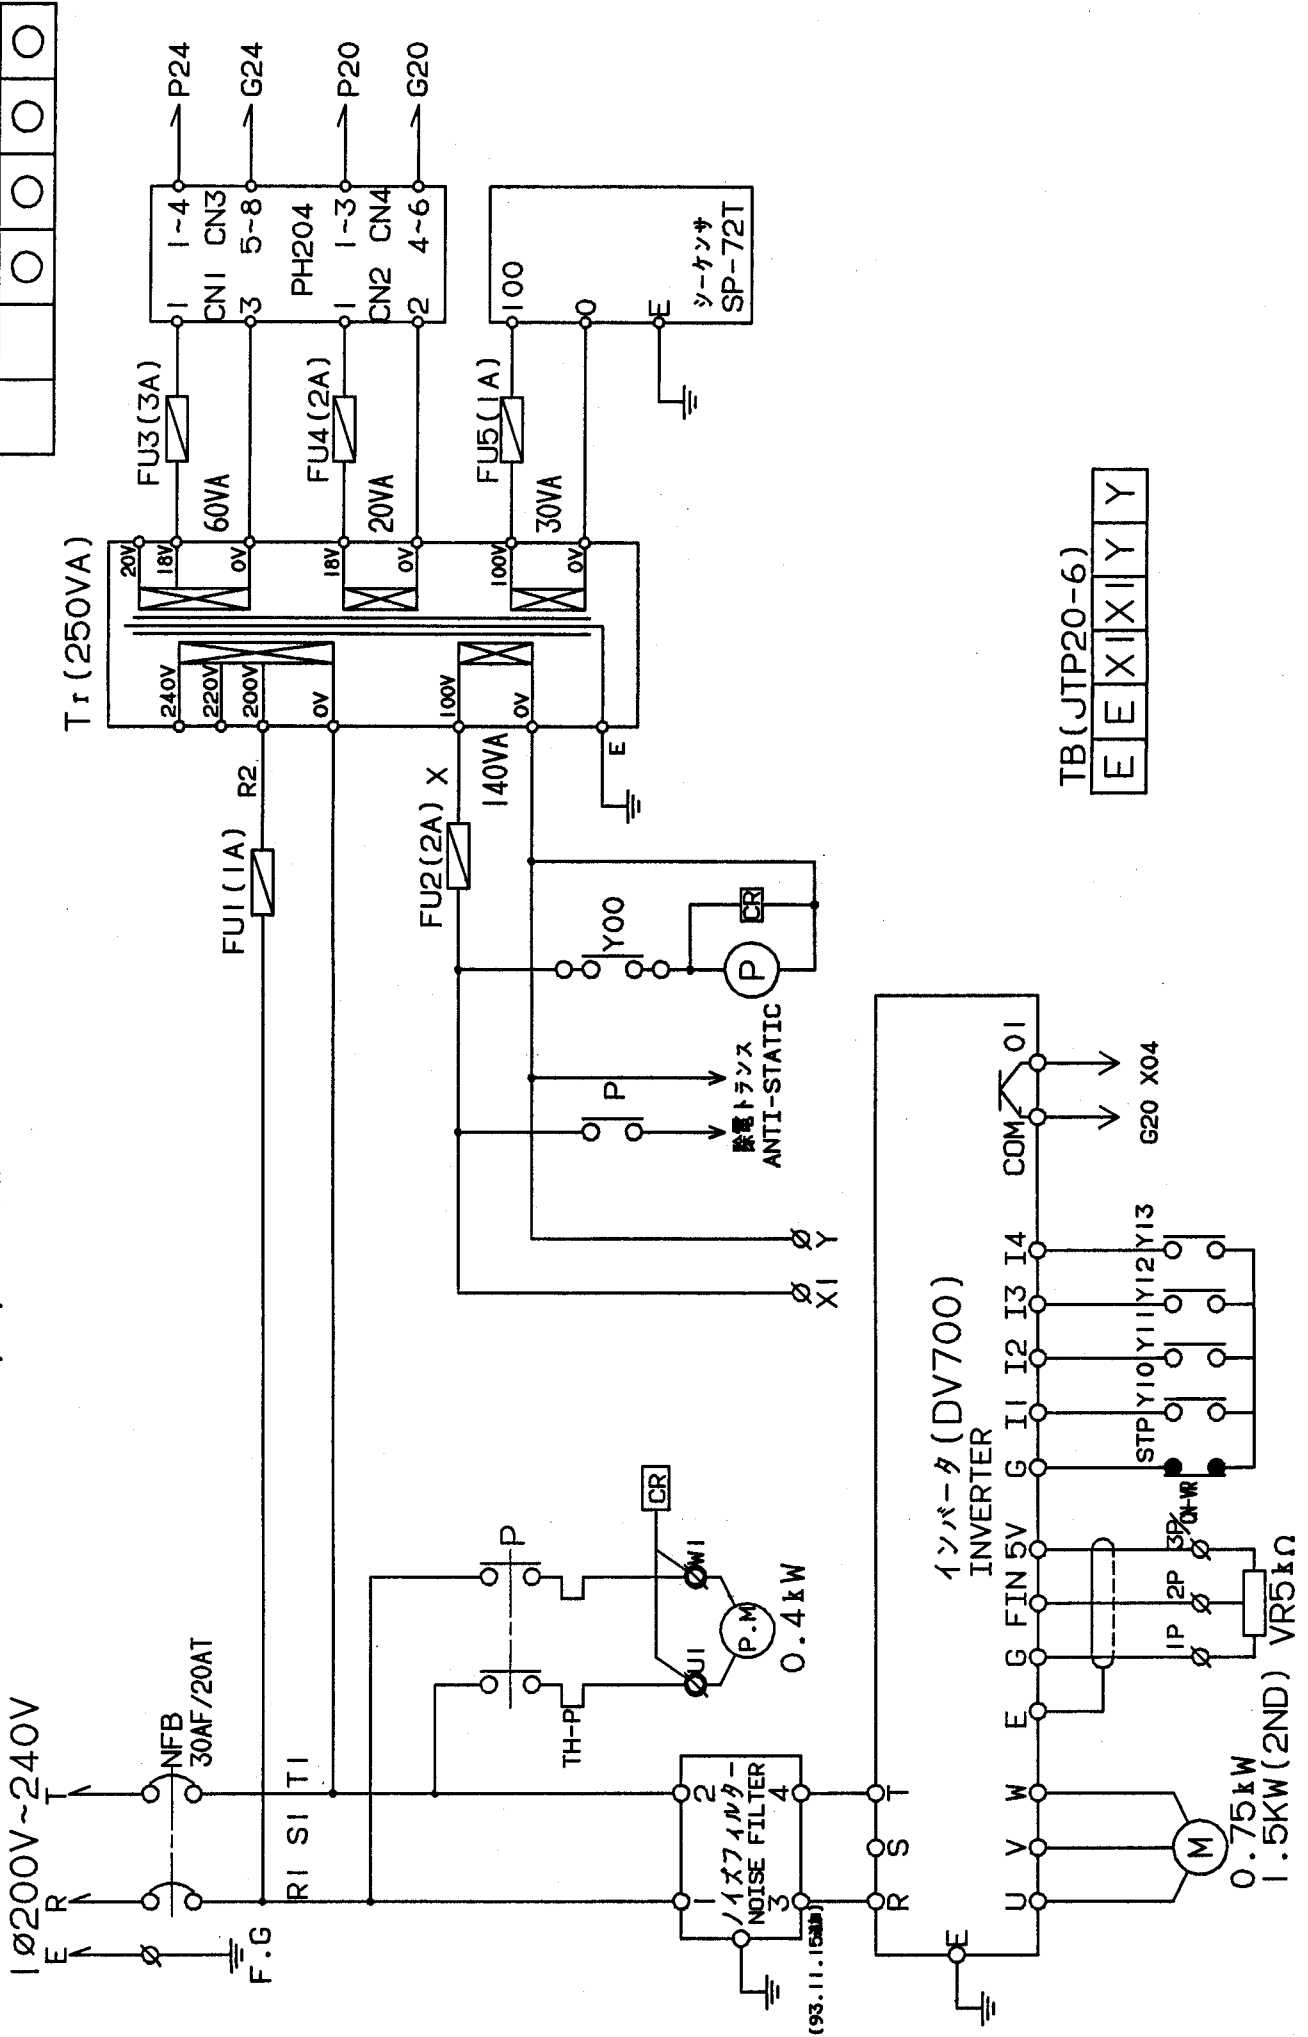 1ø200V~240V
E R T
NFB
30AF/20AT
F.G
R1 S1 T1
FU1(1A)
R2
Tr(250VA)
240V
220V
200V
0V
100V
0V
E
20V
18V
0V
18V
0V
100V
0V
60VA
20VA
30VA
140VA
FU3(3A)
FU4(2A)
FU5(1A)
1 1~4
CN1 CN3
3 5~8
PH204
1 1~3
CN2 CN4
2 4~6
P24
G24
P20
G20
100
0
E
シーケンサ
SP-72T
FU2(2A)
X
Y00
CR
P
P
除電トランス
ANTI-STATIC
X1 Y
P
TH-P
CR
U1 W1
P.M
0.4kW
1 2
ノイズフィルター
NOISE FILTER
3 4
R S T
E
インバータ(DV700)
INVERTER
U V W E G FIN 5V G I1 I2 I3 I4 COM 01
M
0.75kW
1.5KW(2ND)
1P 2P 3P/
CN-VR
VR5kΩ
STP Y10 Y11 Y12 Y13
G20 X04
TB(JTP20-6)
E E X1 X1 Y Y